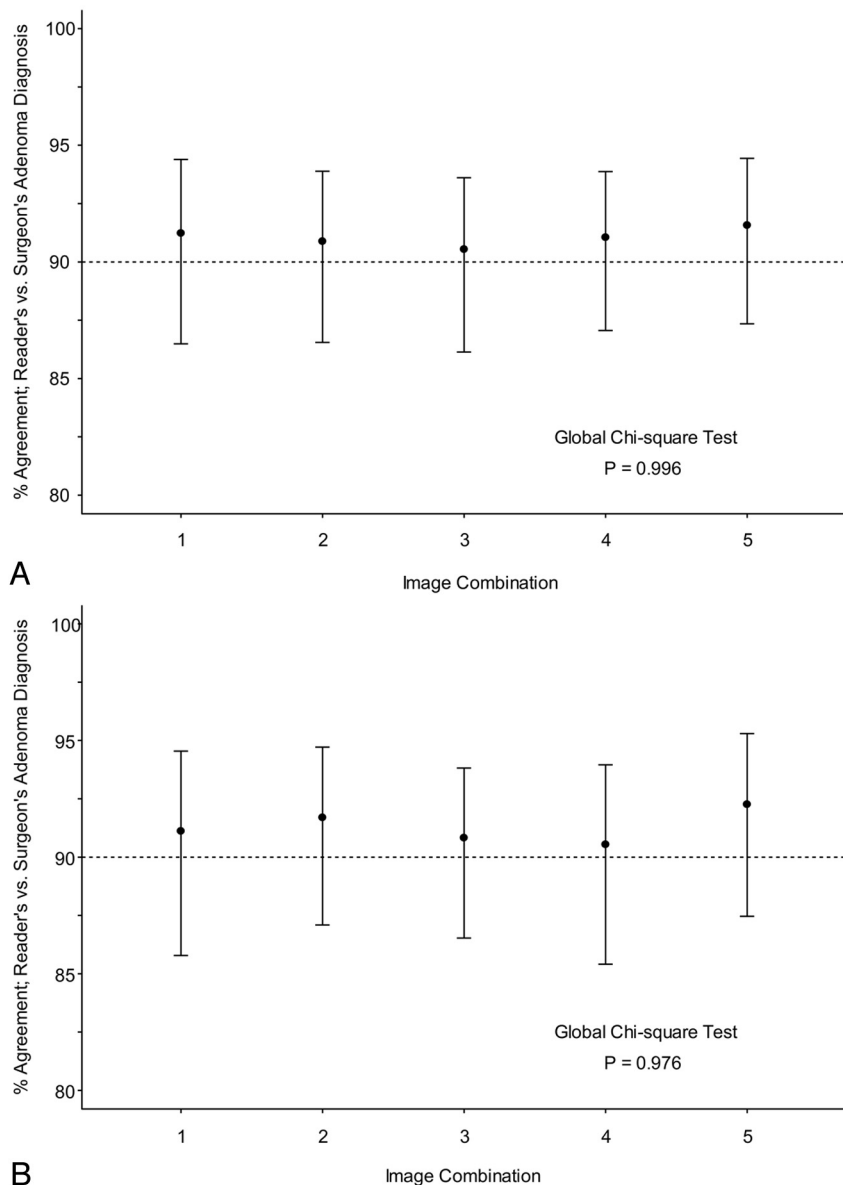 % Agreement; Reader's vs. Surgeon's Adenoma Diagnosis
100
95
90
85
80
Global Chi-square Test
P = 0.996
1 2 3 4 5
Image Combination
A
% Agreement; Reader's vs. Surgeon's Adenoma Diagnosis
100
95
90
85
80
Global Chi-square Test
P = 0.976
1 2 3 4 5
Image Combination
B